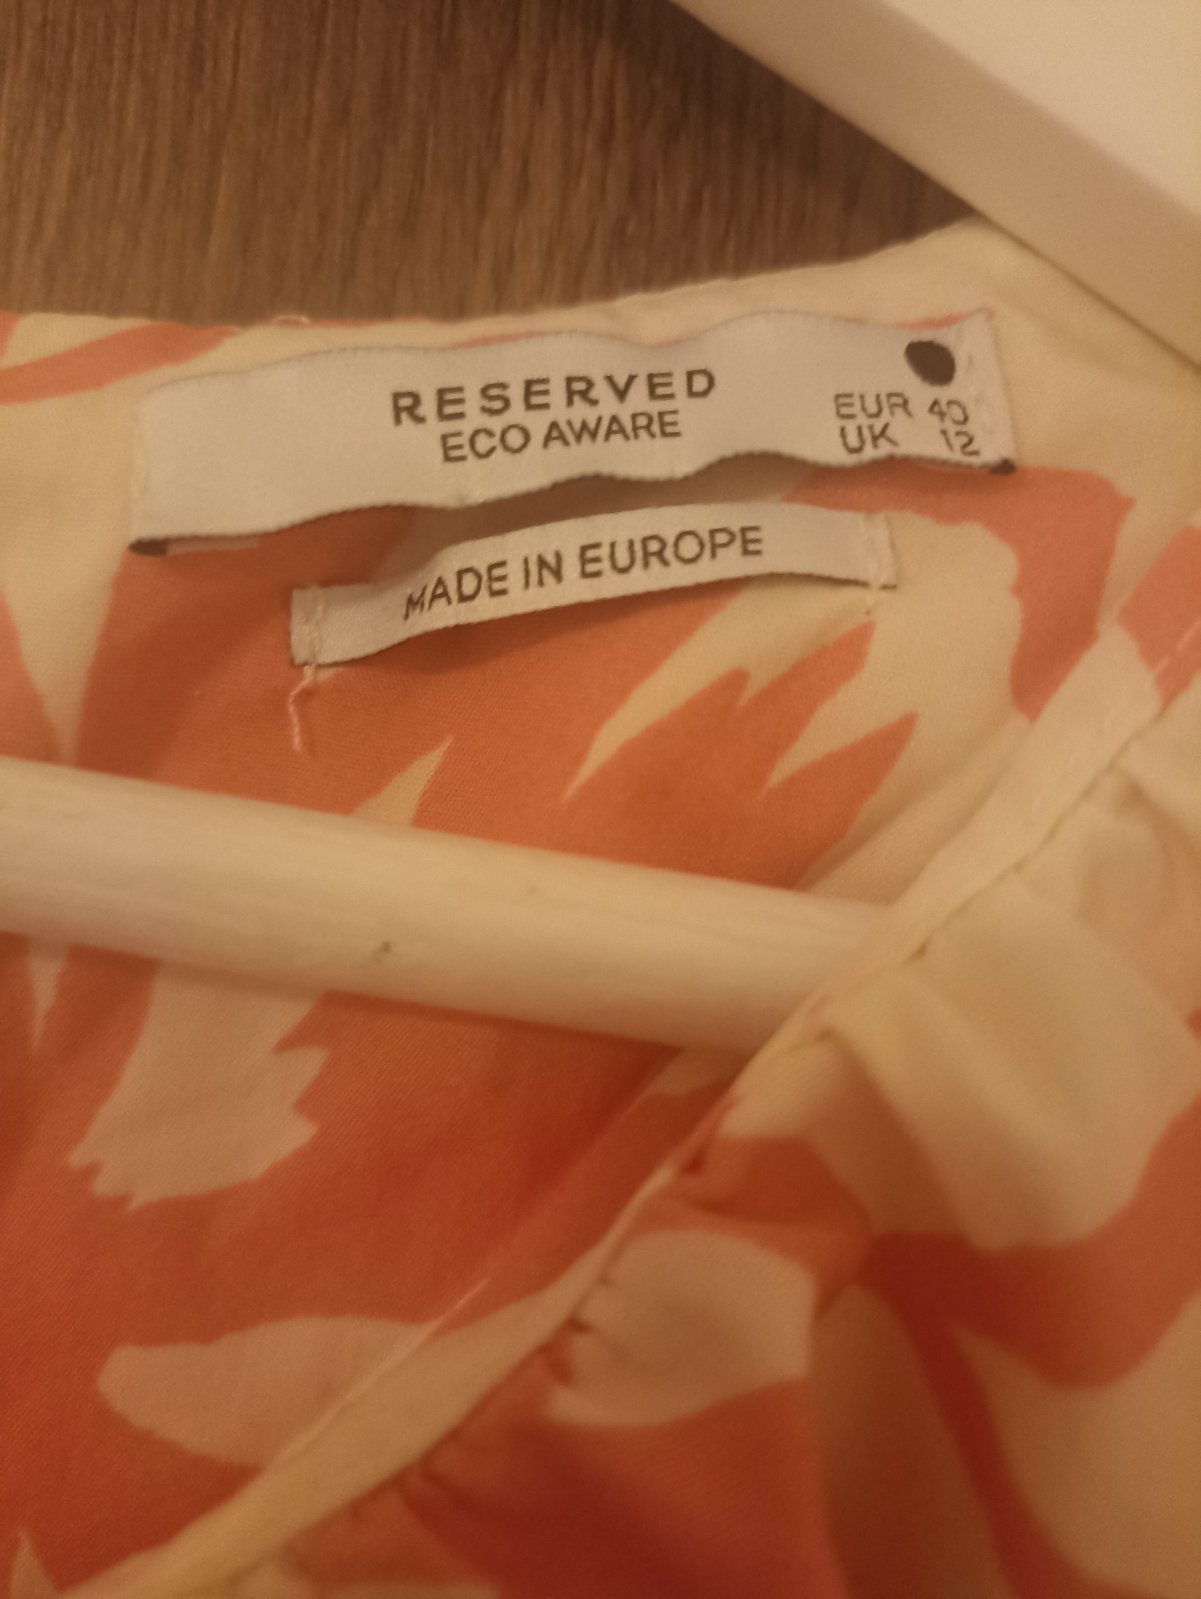 RESERVED
ECO AWARE
EUR 40
UK 12
MADE IN EUROPE